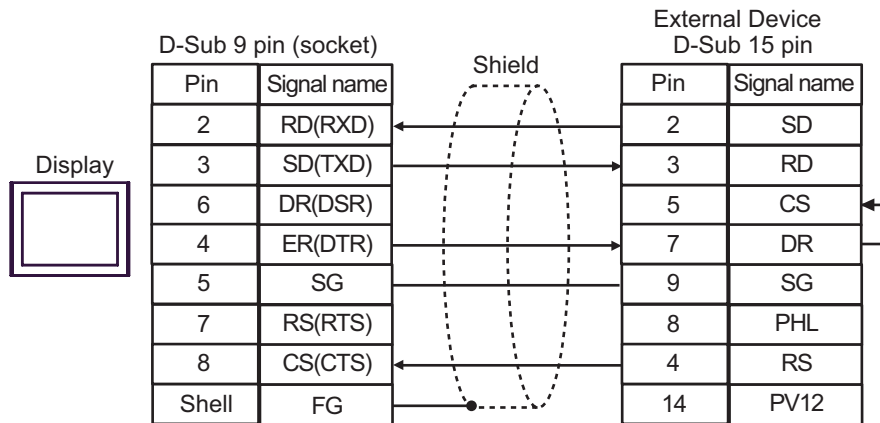 External Device
D-Sub 9 pin (socket)
D-Sub 15 pin
Shield
Pin Signal name Pin Signal name
2 RD(RXD) 2 SD
Display
3 SD(TXD) 3 RD
6 DR(DSR) 5 CS
4 ER(DTR) 7 DR
5 SG 9 SG
7 RS(RTS) 8 PHL
8 CS(CTS) 4 RS
Shell FG 14 PV12